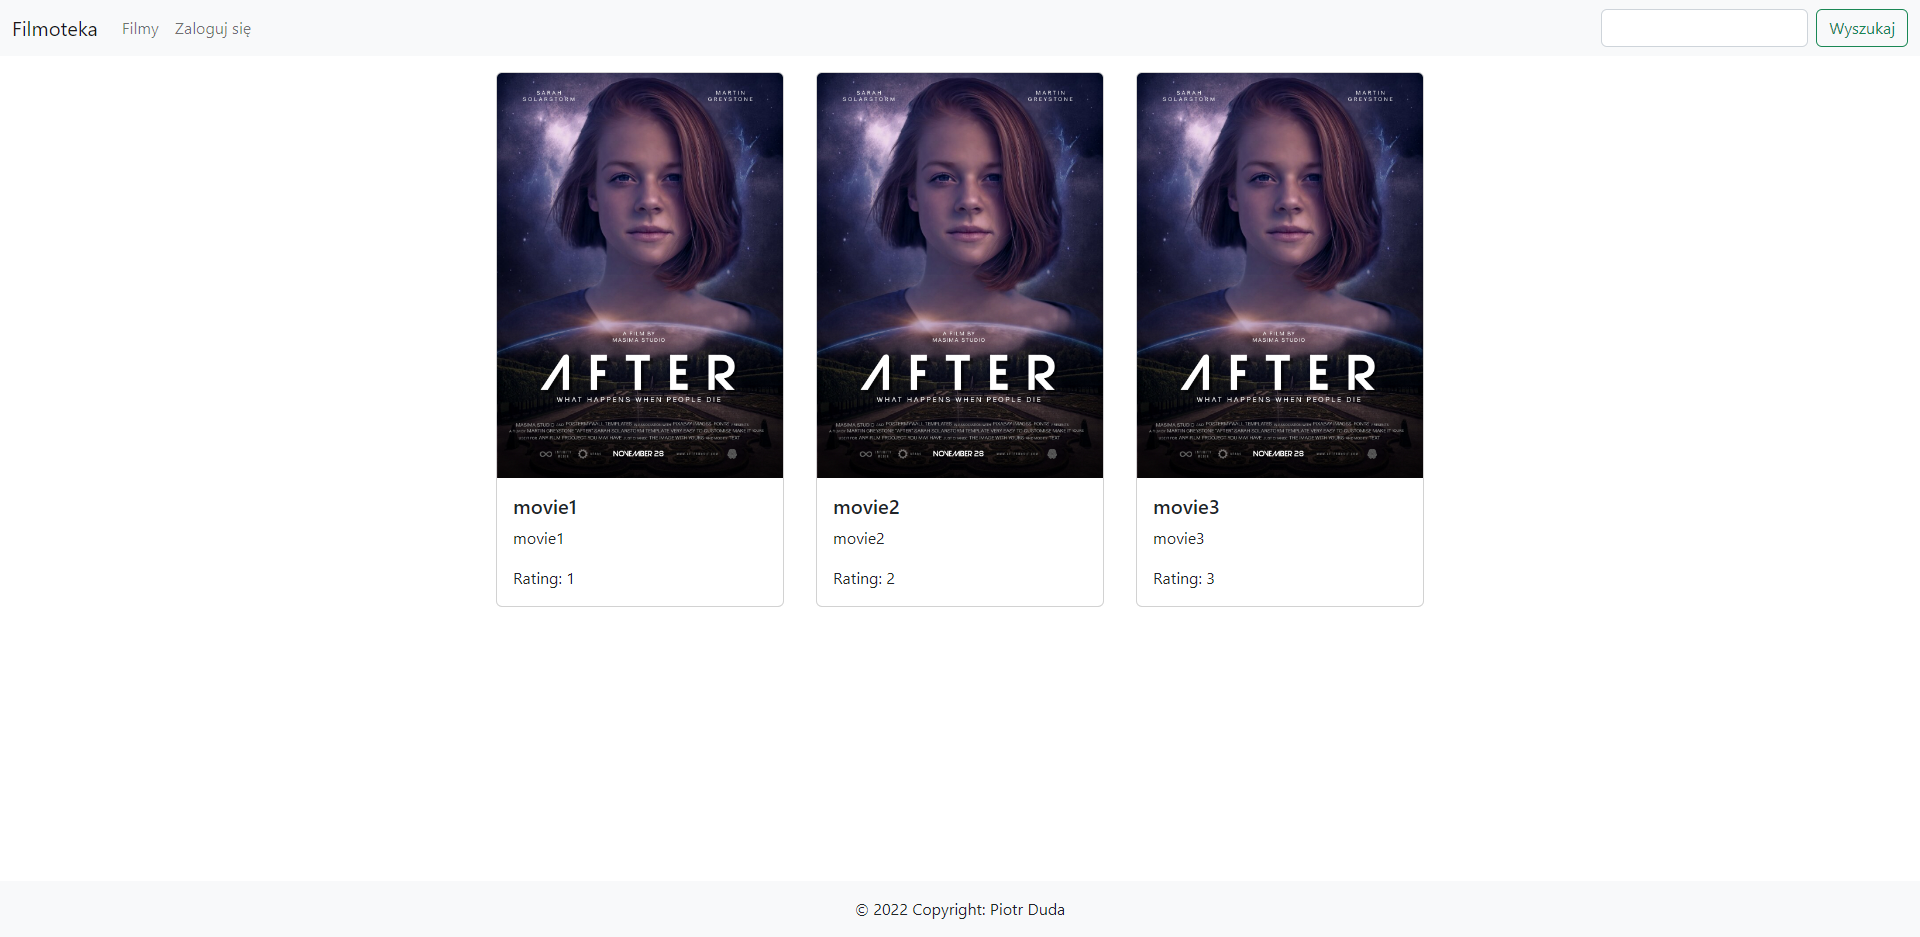 Filmoteka Filmy Zaloguj się Wyszukaj
SARAH
SOLARSTORM
MARTIN
GREYSTONE
A FILM BY
MASIMA STUDIO
AFTER
WHAT HAPPENS WHEN PEOPLE DIE
NOVEMBER 28
movie1
movie1
Rating: 1
SARAH
SOLARSTORM
MARTIN
GREYSTONE
A FILM BY
MASIMA STUDIO
AFTER
WHAT HAPPENS WHEN PEOPLE DIE
NOVEMBER 28
movie2
movie2
Rating: 2
SARAH
SOLARSTORM
MARTIN
GREYSTONE
A FILM BY
MASIMA STUDIO
AFTER
WHAT HAPPENS WHEN PEOPLE DIE
NOVEMBER 28
movie3
movie3
Rating: 3
© 2022 Copyright: Piotr Duda